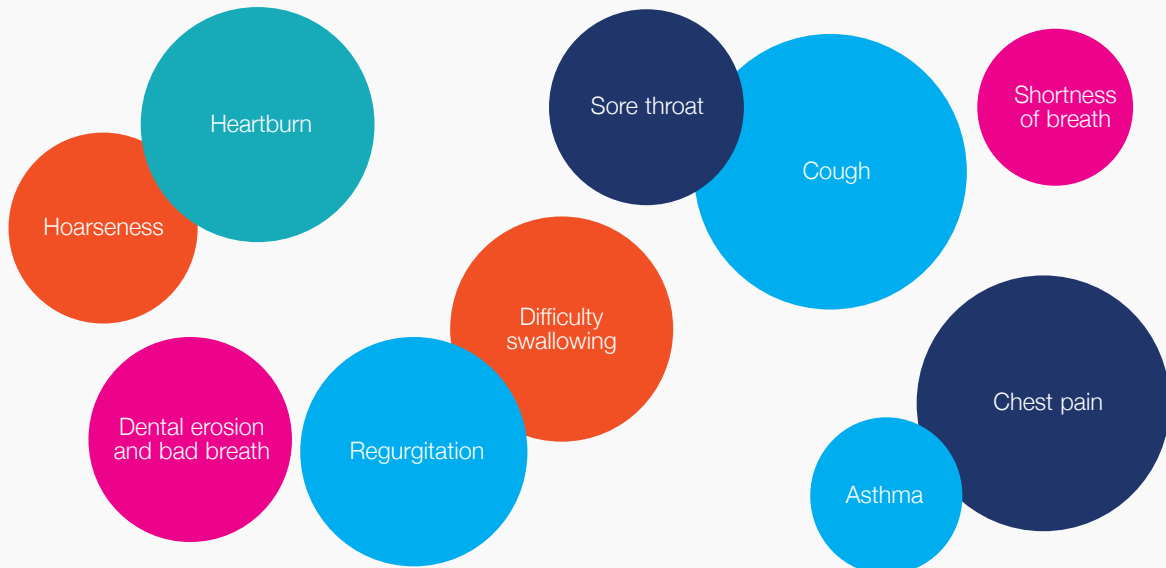 Heartburn
Sore throat
Shortness
of breath
Cough
Hoarseness
Difficulty
swallowing
Chest pain
Dental erosion
and bad breath
Regurgitation
Asthma